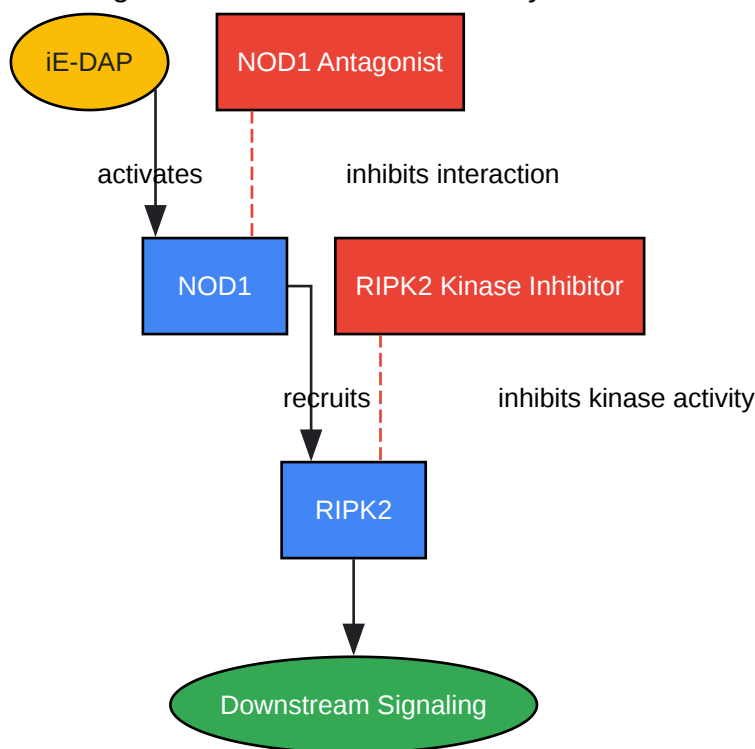 iE-DAP
NOD1 Antagonist
activates
inhibits interaction
NOD1
RIPK2 Kinase Inhibitor
recruits
inhibits kinase activity
RIPK2
Downstream Signaling